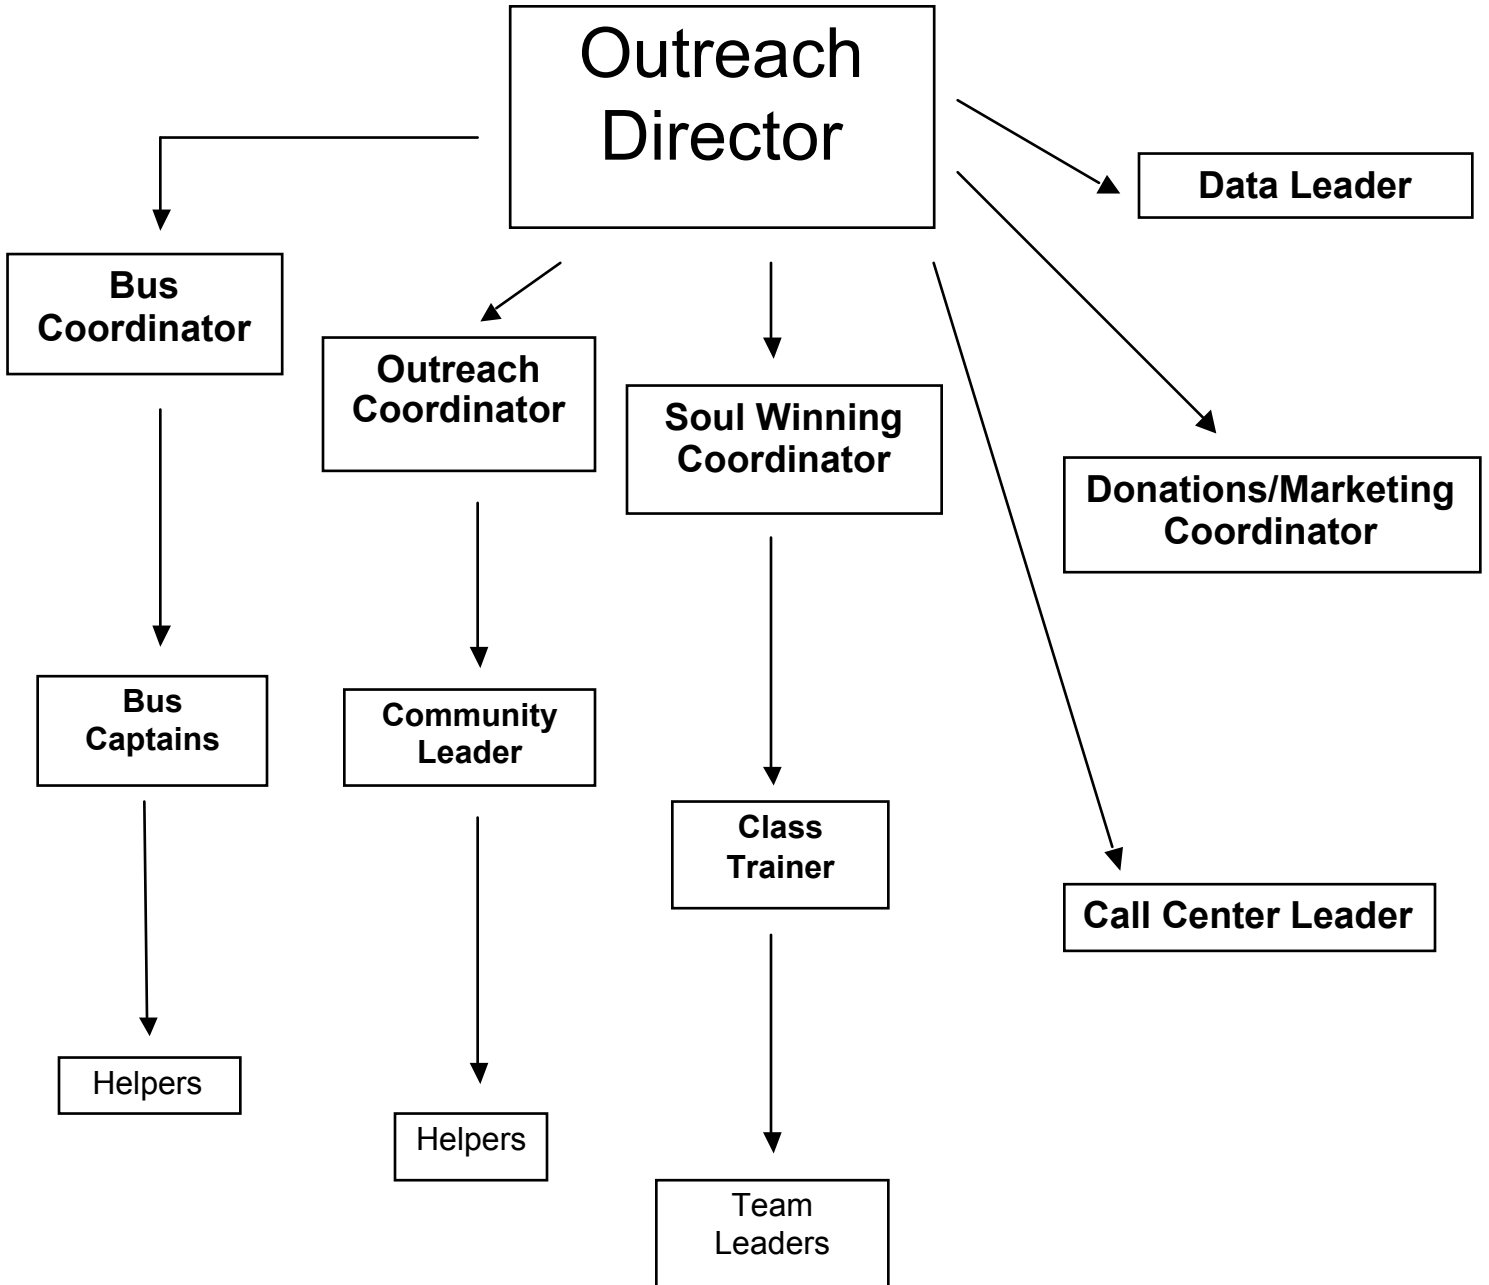 Outreach
Director
Data Leader
Bus
Coordinator
Outreach
Coordinator
Soul Winning
Coordinator
Donations/Marketing
Coordinator
Bus
Captains
Community
Leader
Class
Trainer
Call Center Leader
Helpers
Helpers
Team
Leaders